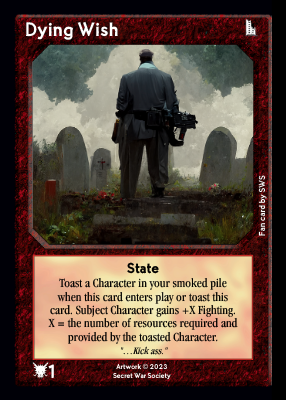 Dying Wish
Fan card by SWS
State
Toast a Character in your smoked pile
when this card enters play or toast this
card. Subject Character gains +X Fighting.
X = the number of resources required and
provided by the toasted Character.
"…Kick ass."
1
Artwork © 2023
Secret War Society